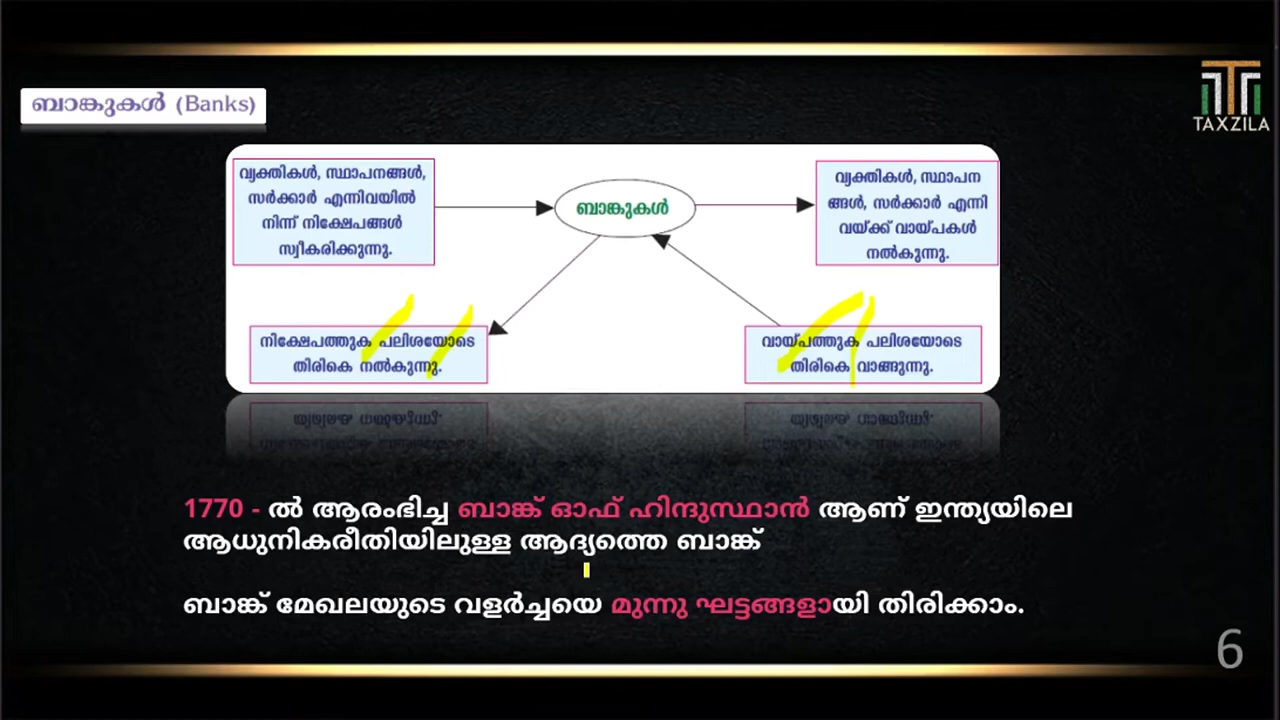 ബാങ്കുകൾ (Banks)
TAXZILA
വ്യക്തികൾ, സ്ഥാപനങ്ങൾ,
സർക്കാർ എന്നിവയിൽ
നിന്ന് നിക്ഷേപങ്ങൾ
സ്വീകരിക്കുന്നു.
ബാങ്കുകൾ
വ്യക്തികൾ, സ്ഥാപന
ങ്ങൾ, സർക്കാർ എന്നി
വയ്ക്ക് വായ്പകൾ
നൽകുന്നു.
നിക്ഷേപത്തുക പലിശയോടെ
തിരികെ നൽകുന്നു.
വായ്പത്തുക പലിശയോടെ
തിരികെ വാങ്ങുന്നു.
1770 - ൽ ആരംഭിച്ച ബാങ്ക് ഓഫ് ഹിന്ദുസ്ഥാൻ ആണ് ഇന്ത്യയിലെ
ആധുനികരീതിയിലുള്ള ആദ്യത്തെ ബാങ്ക്
ബാങ്ക് മേഖലയുടെ വളർച്ചയെ മുന്നു ഘട്ടങ്ങളായി തിരിക്കാം.
6